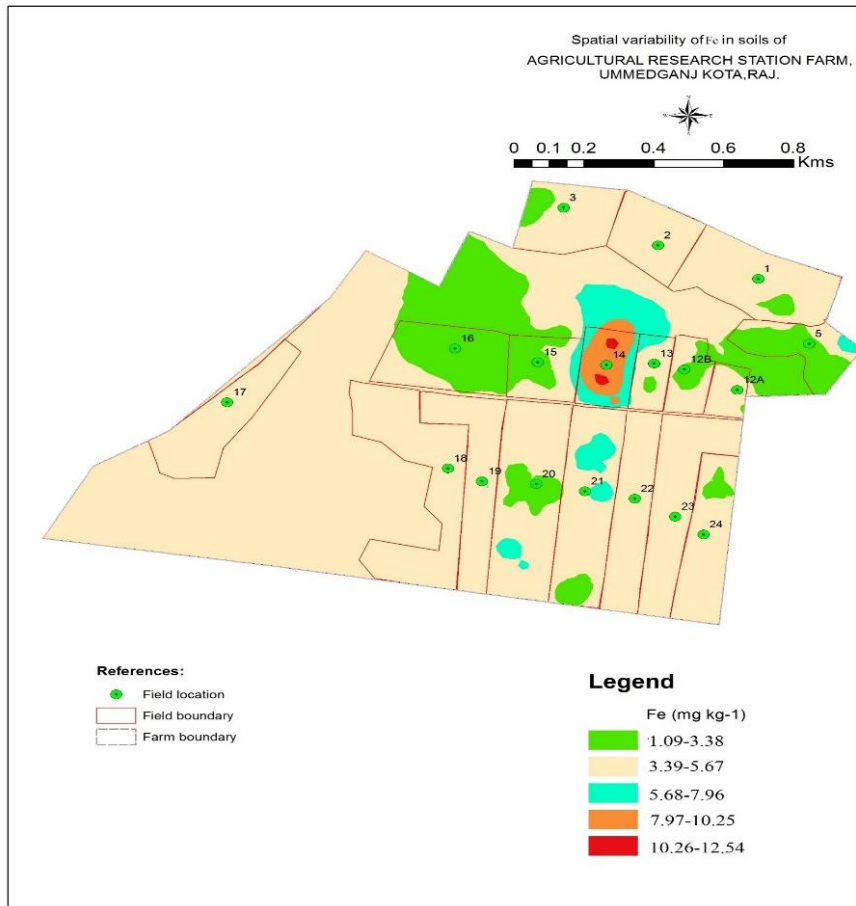 Spatial variability of Fe in soils of
AGRICULTURAL RESEARCH STATION FARM,
UMMEDGANJ KOTA,RAJ.
N
W E
S
0 0.1 0.2 0.4 0.6 0.8
Kms
3
2
1
5
16
15
14
13
12B
12A
17
18
19
20
21
22
23
24
References:
Field location
Field boundary
Farm boundary
Legend
Fe (mg kg-1)
1.09-3.38
3.39-5.67
5.68-7.96
7.97-10.25
10.26-12.54